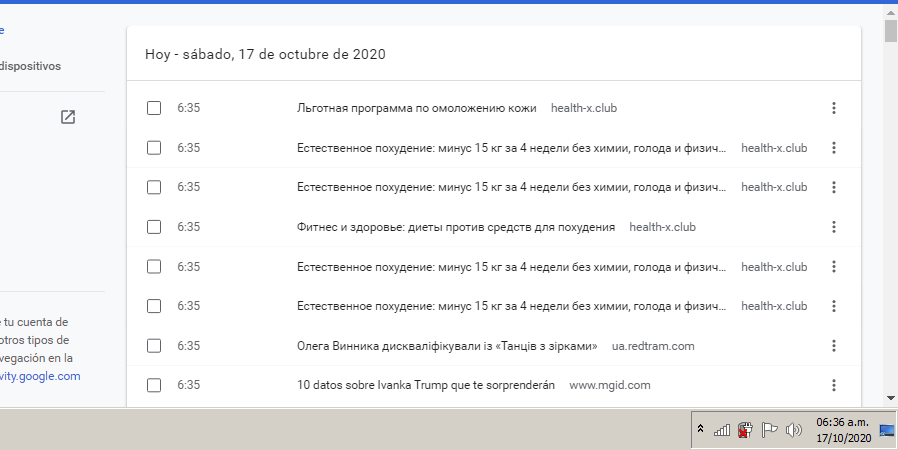 e
dispositivos
Hoy - sábado, 17 de octubre de 2020
6:35 Льготная программа по омоложению кожи health-x.club
6:35 Естественное похудение: минус 15 кг за 4 недели без химии, голода и физич... health-x.club
6:35 Естественное похудение: минус 15 кг за 4 недели без химии, голода и физич... health-x.club
6:35 Фитнес и здоровье: диеты против средств для похудения health-x.club
6:35 Естественное похудение: минус 15 кг за 4 недели без химии, голода и физич... health-x.club
6:35 Естественное похудение: минус 15 кг за 4 недели без химии, голода и физич... health-x.club
6:35 Олега Винника дискваліфікували із «Танців з зірками» ua.redtram.com
6:35 10 datos sobre Ivanka Trump que te sorprenderán www.mgid.com
e tu cuenta de
otros tipos de
vegación en la
vity.google.com
06:36 a.m.
17/10/2020